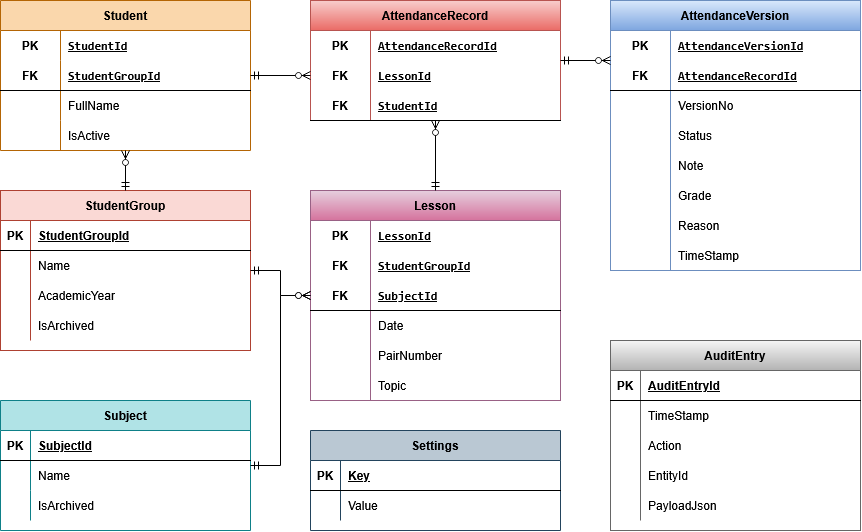 Student
PK StudentId
FK StudentGroupId
FullName
IsActive
AttendanceRecord
PK AttendanceRecordId
FK LessonId
FK StudentId
AttendanceVersion
PK AttendanceVersionId
FK AttendanceRecordId
VersionNo
Status
Note
Grade
Reason
TimeStamp
StudentGroup
PK StudentGroupId
Name
AcademicYear
IsArchived
Lesson
PK LessonId
FK StudentGroupId
FK SubjectId
Date
PairNumber
Topic
Subject
PK SubjectId
Name
IsArchived
Settings
PK Key
Value
AuditEntry
PK AuditEntryId
TimeStamp
Action
EntityId
PayloadJson